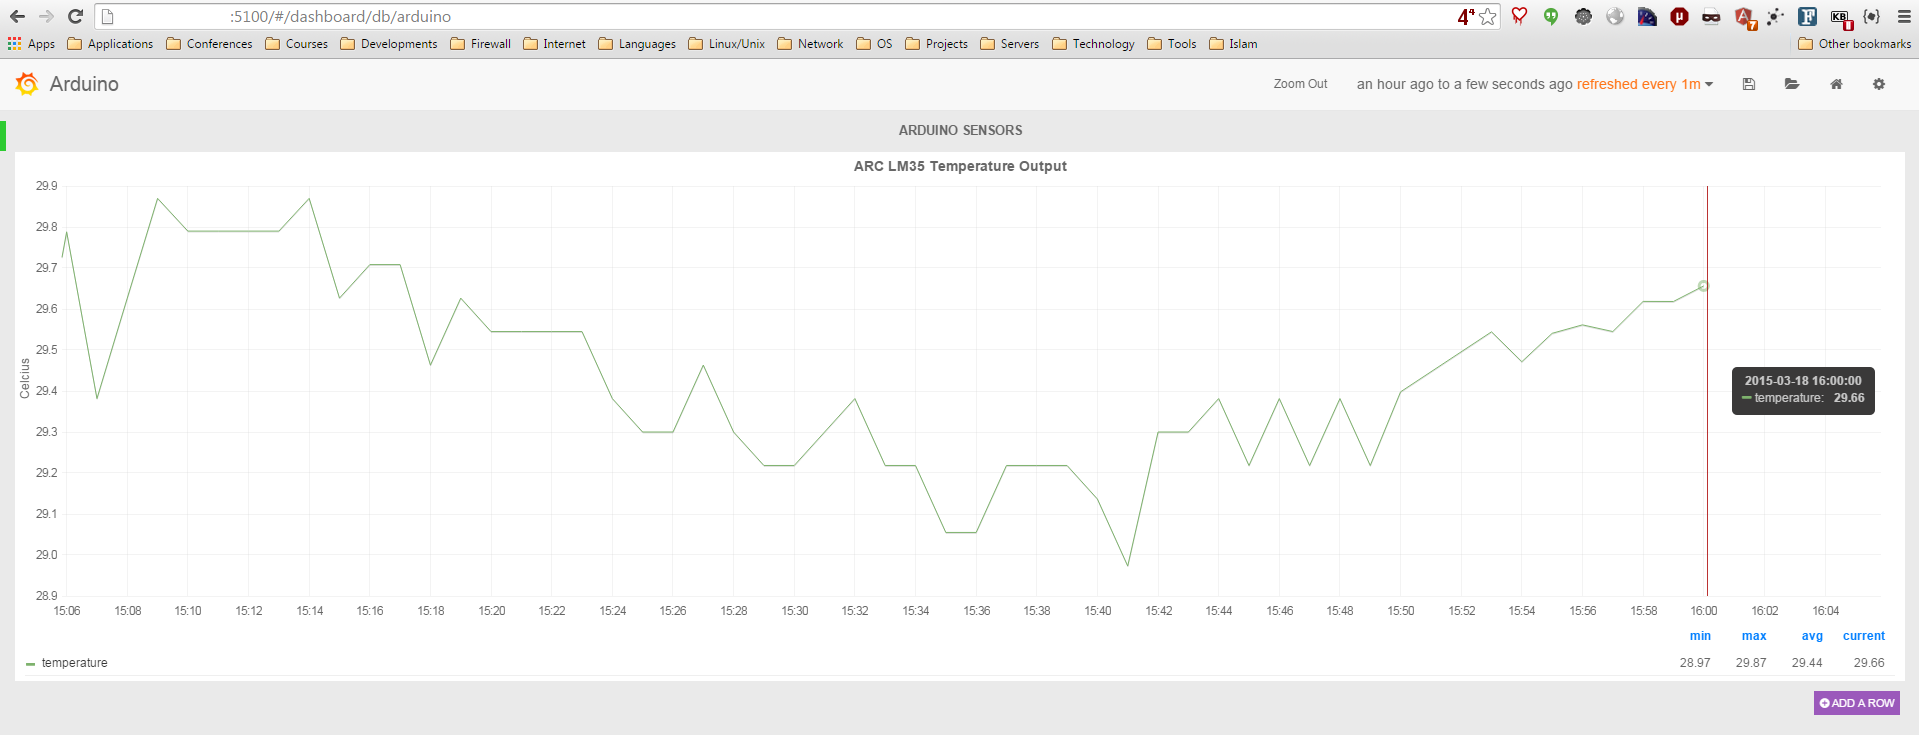 :5100/#/dashboard/db/arduino
4⁴
7
KB
1
Apps Applications Conferences Courses Developments Firewall Internet Languages Linux/Unix Network OS Projects Servers Technology Tools Islam Other bookmarks
Arduino Zoom Out an hour ago to a few seconds ago refreshed every 1m
ARDUINO SENSORS
ARC LM35 Temperature Output
29.9
29.8
29.7
29.6
29.5
29.4
29.3
29.2
29.1
29.0
28.9
Celcius
2015-03-18 16:00:00
temperature: 29.66
15:06 15:08 15:10 15:12 15:14 15:16 15:18 15:20 15:22 15:24 15:26 15:28 15:30 15:32 15:34 15:36 15:38 15:40 15:42 15:44 15:46 15:48 15:50 15:52 15:54 15:56 15:58 16:00 16:02 16:04
min max avg current
temperature 28.97 29.87 29.44 29.66
ADD A ROW